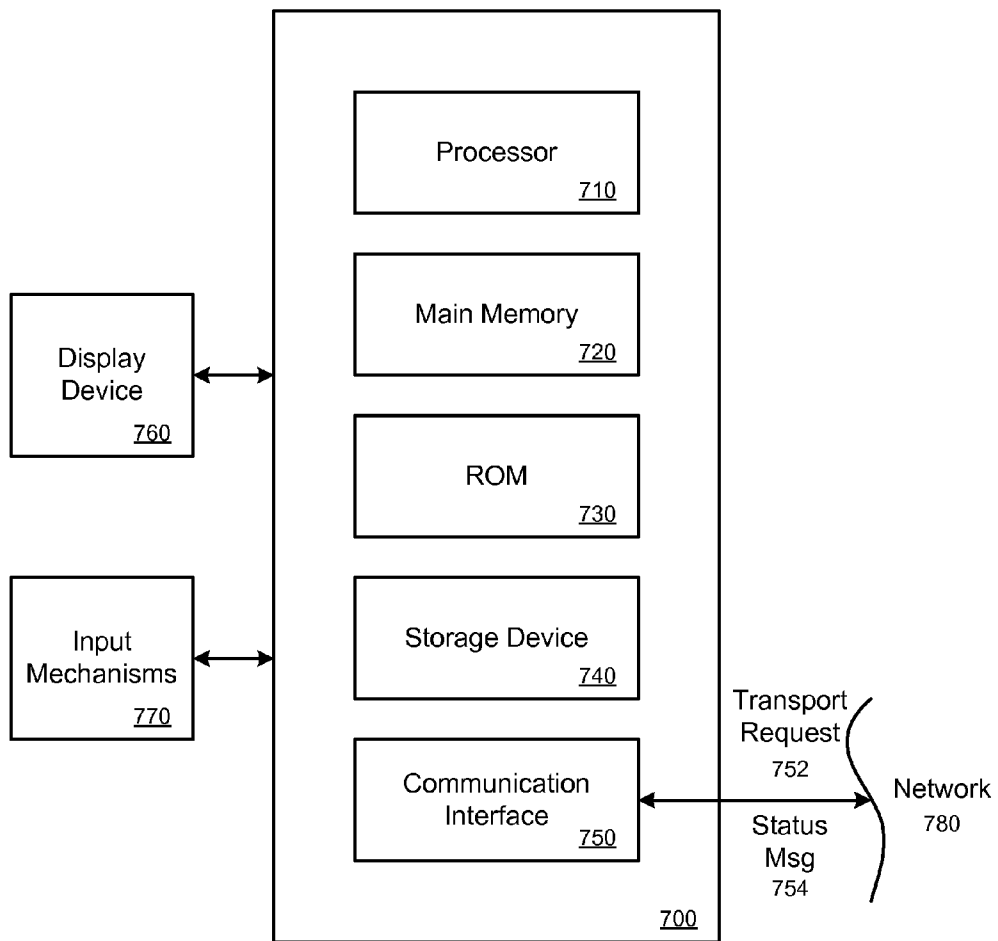 Processor
710
Main Memory
720
Display
Device
760
ROM
730
Input
Mechanisms
770
Storage Device
740
Transport
Request
752
Communication
Interface
750
Network
780
Status
Msg
754
700